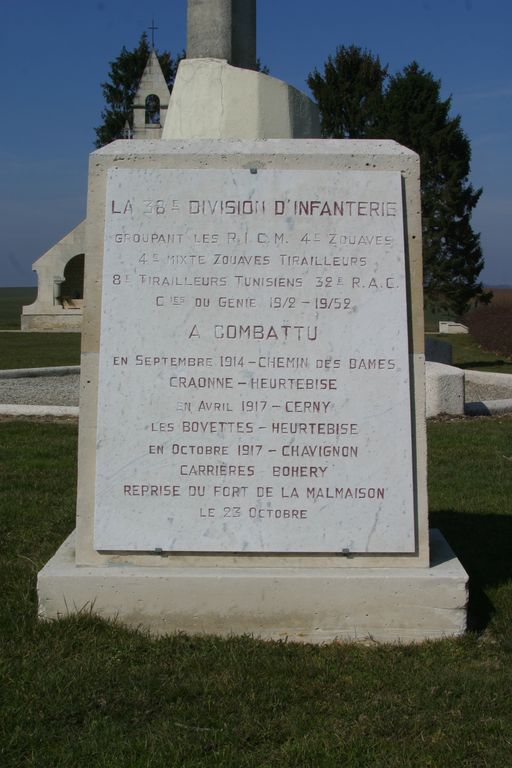 LA 38E DIVISION D'INFANTERIE
GROUPANT LES R.I.C.M. 4E ZOUAVES
4E MIXTE ZOUAVES TIRAILLEURS
8E TIRAILLEURS TUNISIENS 32E R.A.C.
CIES DU GENIE 19/2 - 19/52
A COMBATTU
EN SEPTEMBRE 1914 - CHEMIN DES DAMES
CRAONNE - HEURTEBISE
EN AVRIL 1917 - CERNY
LES BOVETTES - HEURTEBISE
EN OCTOBRE 1917 - CHAVIGNON
CARRIÈRES BOHERY
REPRISE DU FORT DE LA MALMAISON
LE 23 OCTOBRE